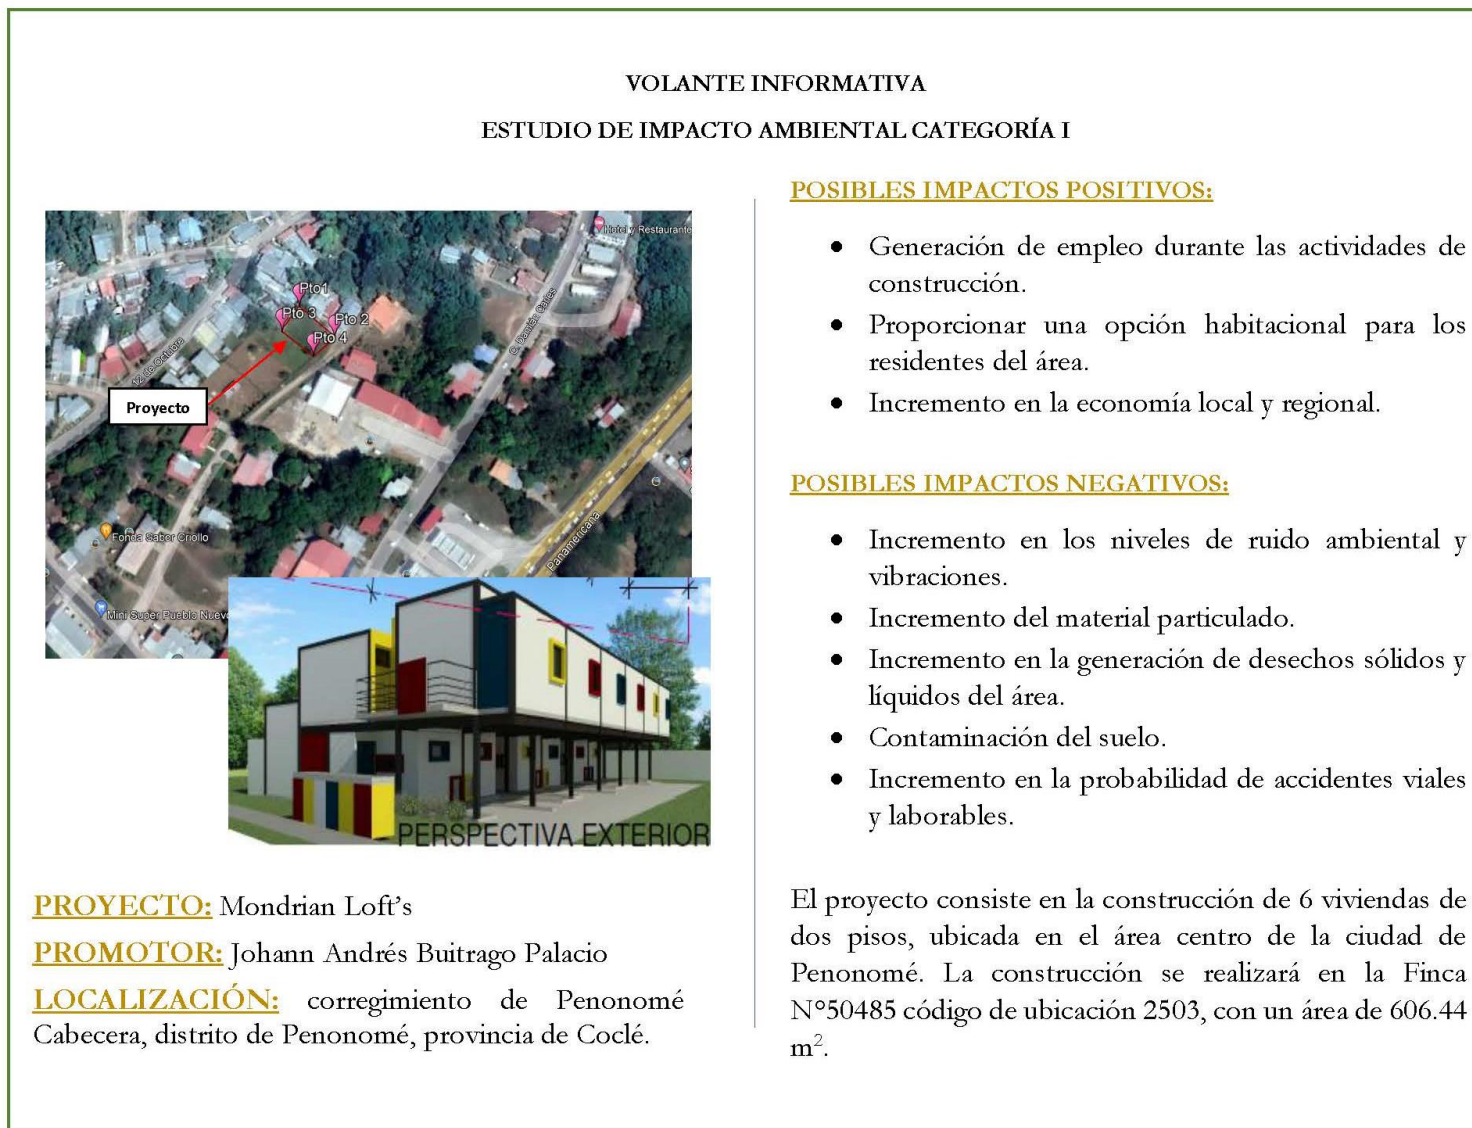 VOLANTE INFORMATIVA
ESTUDIO DE IMPACTO AMBIENTAL CATEGORÍA I
Hotel y Restaurante
Pto1
Pto 3
Pto 2
Pto 4
12 de Octubre
Proyecto
Fonda Sabor Criollo
Mini Super Pueblo Nuevo
Panamericana
PERSPECTIVA EXTERIOR
PROYECTO: Mondrian Loft's
PROMOTOR: Johann Andrés Buitrago Palacio
LOCALIZACIÓN: corregimiento de Penonomé
Cabecera, distrito de Penonomé, provincia de Coclé.
POSIBLES IMPACTOS POSITIVOS:
• Generación de empleo durante las actividades de
construcción.
• Proporcionar una opción habitacional para los
residentes del área.
• Incremento en la economía local y regional.
POSIBLES IMPACTOS NEGATIVOS:
• Incremento en los niveles de ruido ambiental y
vibraciones.
• Incremento del material particulado.
• Incremento en la generación de desechos sólidos y
líquidos del área.
• Contaminación del suelo.
• Incremento en la probabilidad de accidentes viales
y laborables.
El proyecto consiste en la construcción de 6 viviendas de
dos pisos, ubicada en el área centro de la ciudad de
Penonomé. La construcción se realizará en la Finca
N°50485 código de ubicación 2503, con un área de 606.44
m².